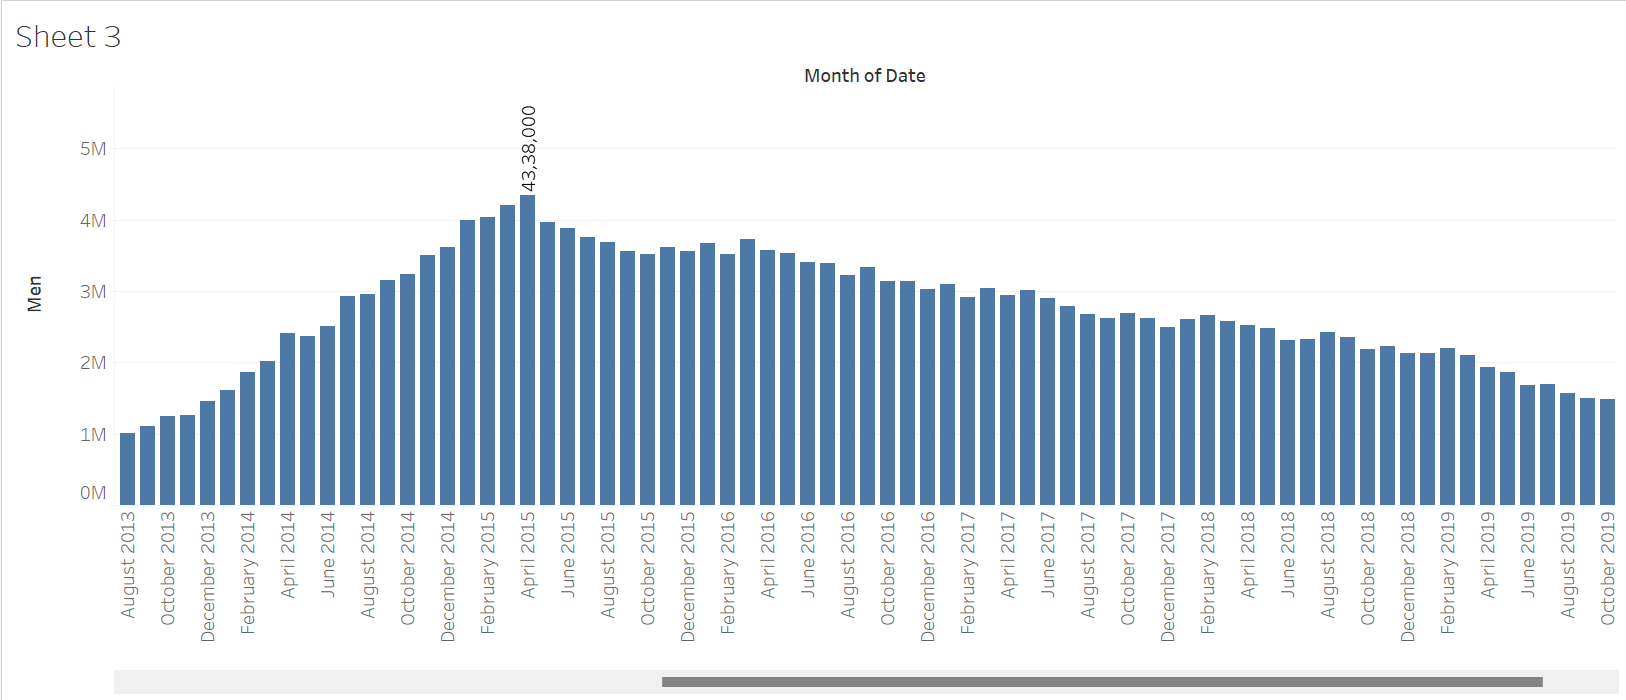 Sheet 3
Month of Date
43,38,000
5M
4M
3M
2M
1M
0M
Men
August 2013
October 2013
December 2013
February 2014
April 2014
June 2014
August 2014
October 2014
December 2014
February 2015
April 2015
June 2015
August 2015
October 2015
December 2015
February 2016
April 2016
June 2016
August 2016
October 2016
December 2016
February 2017
April 2017
June 2017
August 2017
October 2017
December 2017
February 2018
April 2018
June 2018
August 2018
October 2018
December 2018
February 2019
April 2019
June 2019
August 2019
October 2019